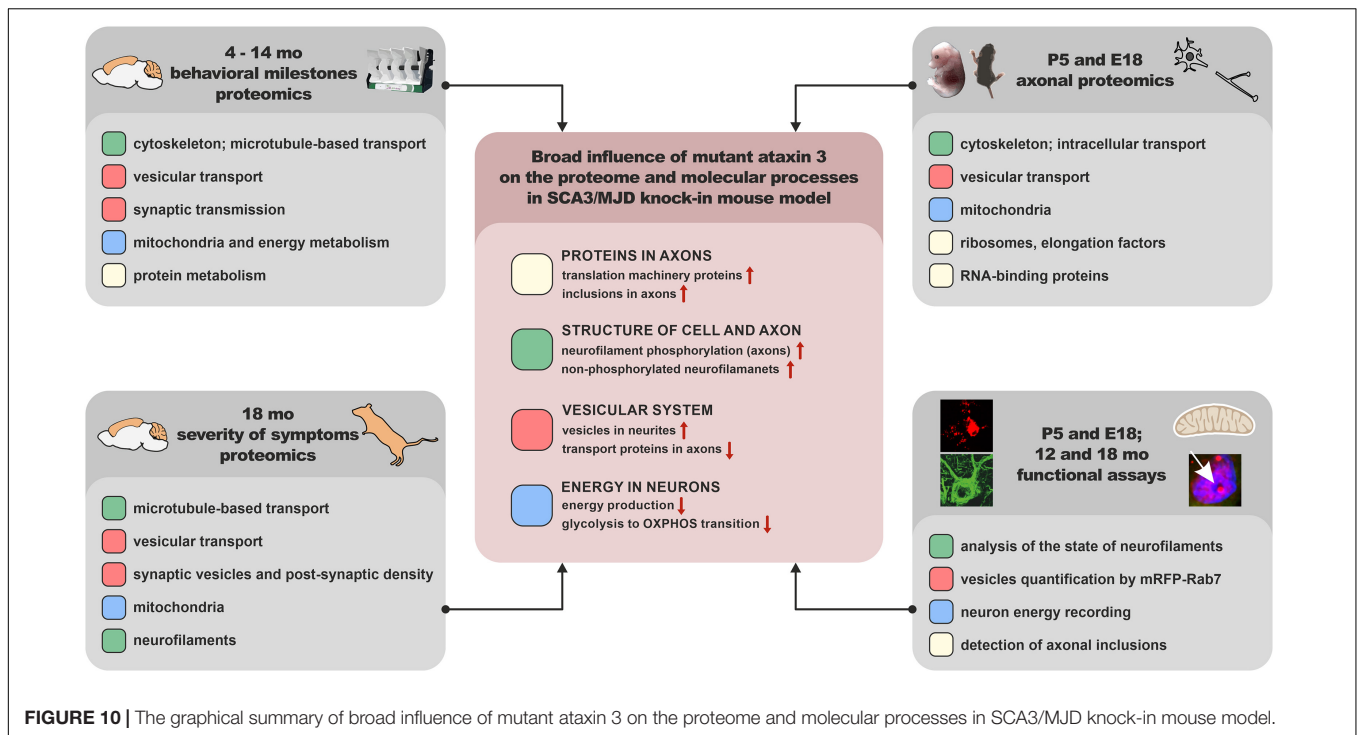 4 - 14 mo
behavioral milestones
proteomics
cytoskeleton; microtubule-based transport
vesicular transport
synaptic transmission
mitochondria and energy metabolism
protein metabolism
P5 and E18
axonal proteomics
cytoskeleton; intracellular transport
vesicular transport
mitochondria
ribosomes, elongation factors
RNA-binding proteins
Broad influence of mutant ataxin 3
on the proteome and molecular processes
in SCA3/MJD knock-in mouse model
PROTEINS IN AXONS
translation machinery proteins
inclusions in axons
STRUCTURE OF CELL AND AXON
neurofilament phosphorylation (axons)
non-phosphorylated neurofilamanets
VESICULAR SYSTEM
vesicles in neurites
transport proteins in axons
ENERGY IN NEURONS
energy production
glycolysis to OXPHOS transition
18 mo
severity of symptoms
proteomics
microtubule-based transport
vesicular transport
synaptic vesicles and post-synaptic density
mitochondria
neurofilaments
P5 and E18;
12 and 18 mo
functional assays
analysis of the state of neurofilaments
vesicles quantification by mRFP-Rab7
neuron energy recording
detection of axonal inclusions
FIGURE 10 | The graphical summary of broad influence of mutant ataxin 3 on the proteome and molecular processes in SCA3/MJD knock-in mouse model.